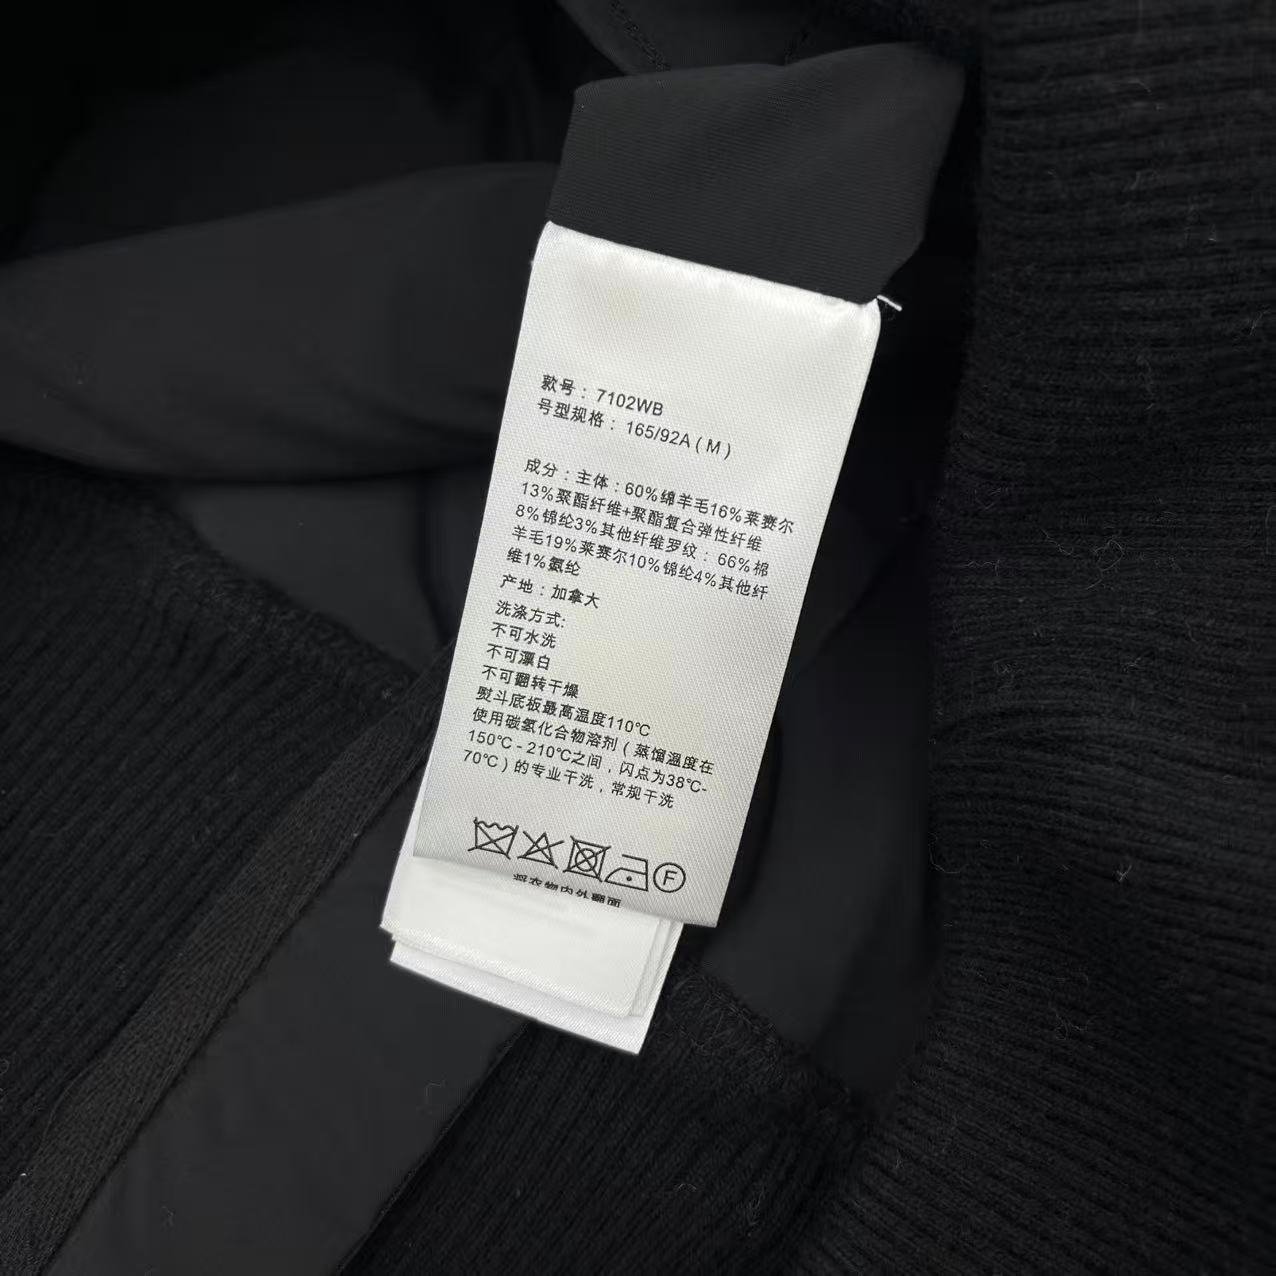 款号：7102WB
号型规格：165/92A ( M )
成分：主体：60%绵羊毛16%莱赛尔
13%聚酯纤维+聚酯复合弹性纤维
8%锦纶3%其他纤维罗纹：66%棉
羊毛19%莱赛尔10%锦纶4%其他纤
维1%氨纶
产地：加拿大
洗涤方式:
不可水洗
不可漂白
不可翻转干燥
熨斗底板最高温度110℃
使用碳氢化合物溶剂（蒸馏温度在
150℃-210℃之间，闪点为38℃-
70℃）的专业干洗，常规干洗
F
将衣物内外翻面